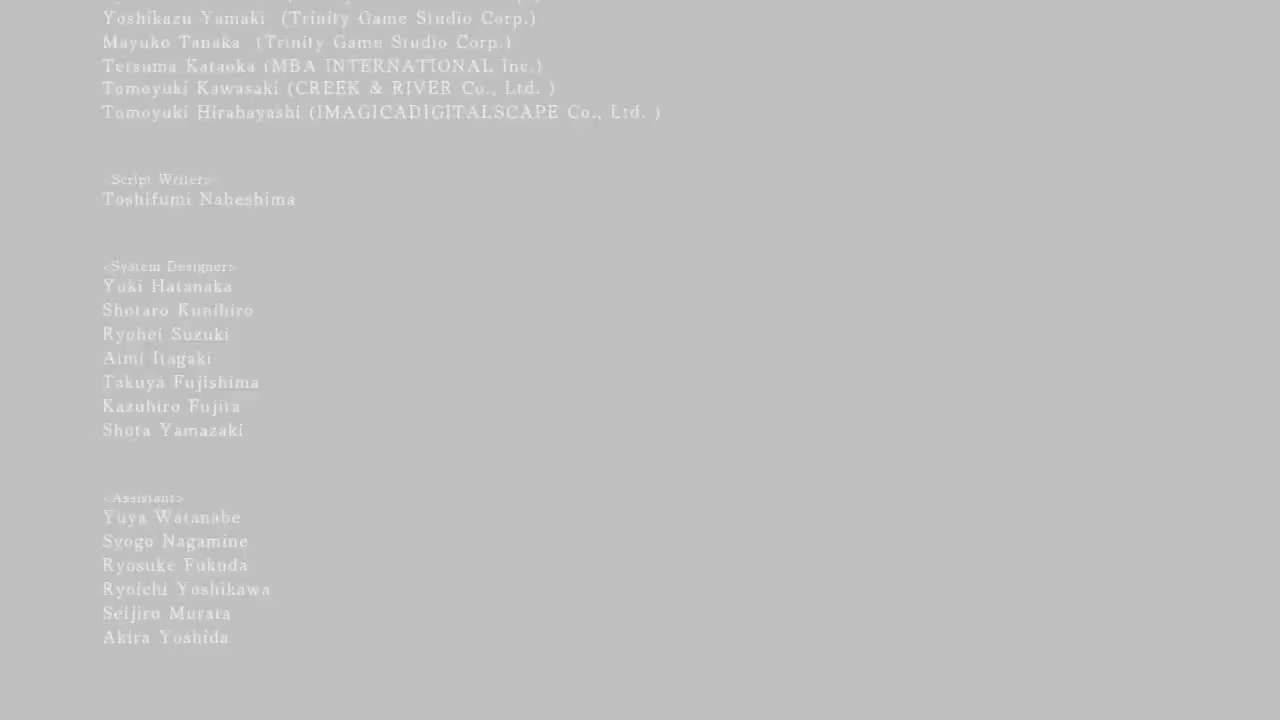 Yoshikazu Yamaki (Trinity Game Studio Corp.)
Mayuko Tanaka (Trinity Game Studio Corp.)
Tetsuma Kataoka (MBA INTERNATIONAL Inc.)
Tomoyuki Kawasaki (CREEK & RIVER Co., Ltd. )
Tomoyuki Hirabayashi (IMAGICADIGITALSCAPE Co., Ltd. )
<Script Writer>
Toshifumi Nabeshima
<System Designer>
Yuki Hatanaka
Shotaro Kunihiro
Ryohei Suzuki
Aimi Itagaki
Takuya Fujishima
Kazuhiro Fujita
Shota Yamazaki
<Assistant>
Yuya Watanabe
Syogo Nagamine
Ryosuke Fukuda
Ryoichi Yoshikawa
Seijiro Murata
Akira Yoshida